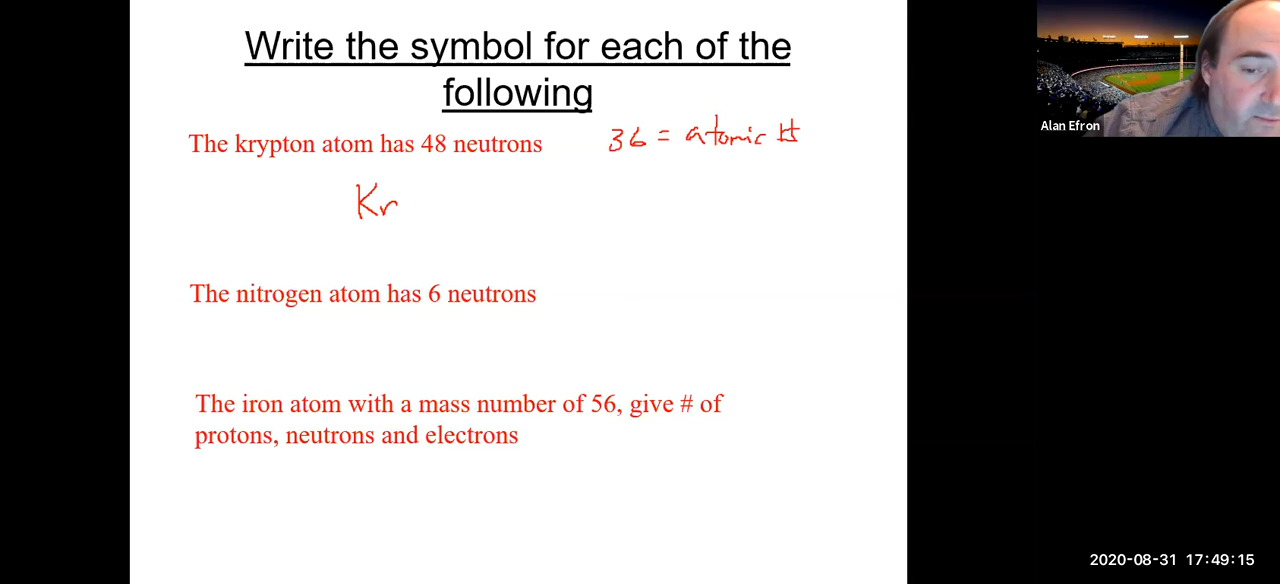 Write the symbol for each of the
following
The krypton atom has 48 neutrons
36 = atomic #
Kr
The nitrogen atom has 6 neutrons
The iron atom with a mass number of 56, give # of
protons, neutrons and electrons
Alan Efron
2020-08-31 17:49:15